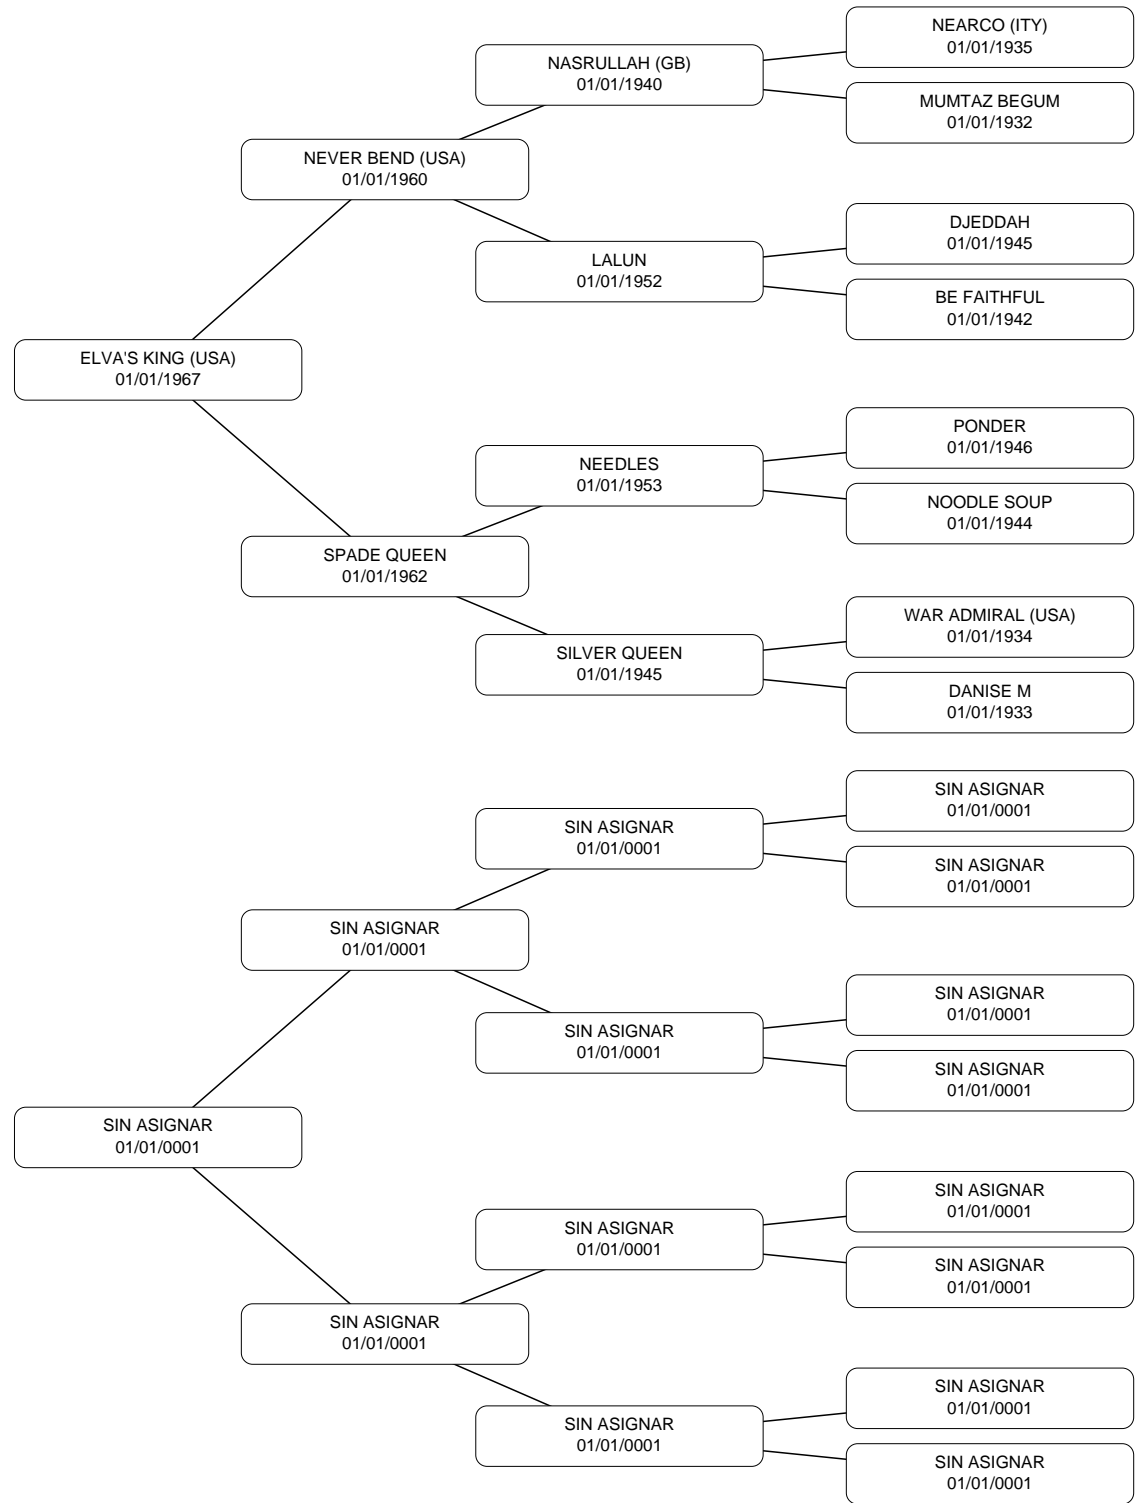 NEARCO (ITY)
01/01/1935
NASRULLAH (GB)
01/01/1940
MUMTAZ BEGUM
01/01/1932
NEVER BEND (USA)
01/01/1960
DJEDDAH
01/01/1945
LALUN
01/01/1952
BE FAITHFUL
01/01/1942
ELVA'S KING (USA)
01/01/1967
PONDER
01/01/1946
NEEDLES
01/01/1953
NOODLE SOUP
01/01/1944
SPADE QUEEN
01/01/1962
WAR ADMIRAL (USA)
01/01/1934
SILVER QUEEN
01/01/1945
DANISE M
01/01/1933
SIN ASIGNAR
01/01/0001
SIN ASIGNAR
01/01/0001
SIN ASIGNAR
01/01/0001
SIN ASIGNAR
01/01/0001
SIN ASIGNAR
01/01/0001
SIN ASIGNAR
01/01/0001
SIN ASIGNAR
01/01/0001
SIN ASIGNAR
01/01/0001
SIN ASIGNAR
01/01/0001
SIN ASIGNAR
01/01/0001
SIN ASIGNAR
01/01/0001
SIN ASIGNAR
01/01/0001
SIN ASIGNAR
01/01/0001
SIN ASIGNAR
01/01/0001
SIN ASIGNAR
01/01/0001